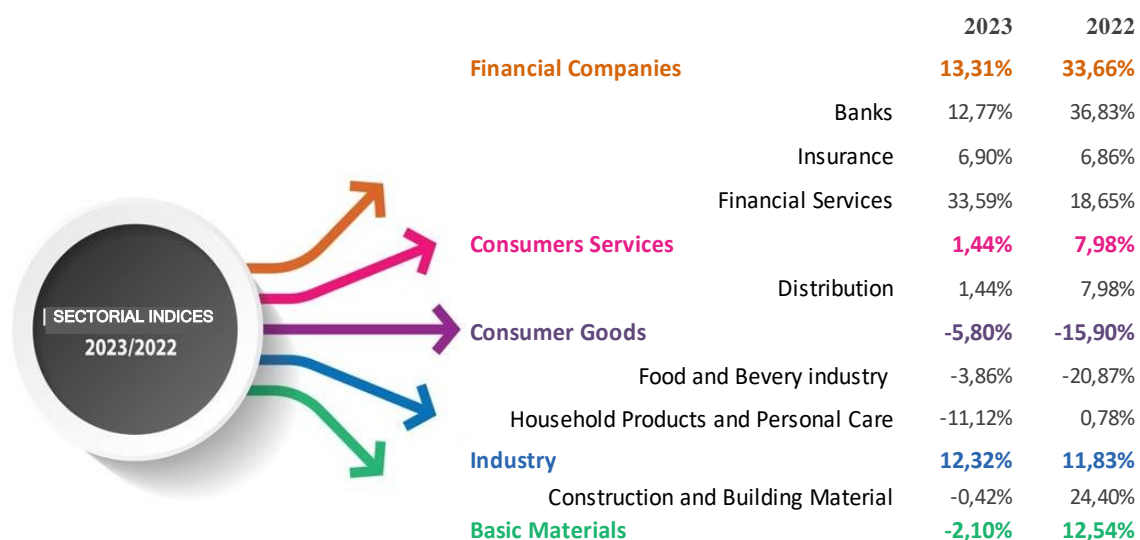 2023 2022
Financial Companies 13,31% 33,66%
Banks 12,77% 36,83%
Insurance 6,90% 6,86%
Financial Services 33,59% 18,65%
Consumers Services 1,44% 7,98%
Distribution 1,44% 7,98%
Consumer Goods -5,80% -15,90%
Food and Bevery industry -3,86% -20,87%
Household Products and Personal Care -11,12% 0,78%
Industry 12,32% 11,83%
Construction and Building Material -0,42% 24,40%
Basic Materials -2,10% 12,54%
| SECTORIAL INDICES
2023/2022